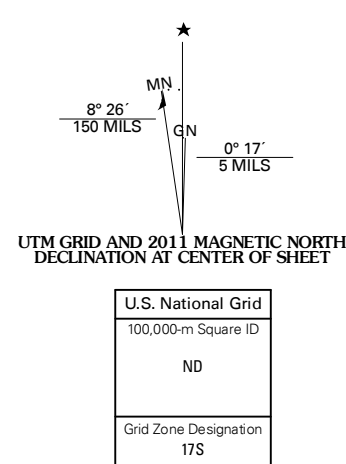 MN
8° 26´
150 MILS
GN
0° 17´
5 MILS
UTM GRID AND 2011 MAGNETIC NORTH
DECLINATION AT CENTER OF SHEET
U.S. National Grid
100,000-m Square ID
ND
Grid Zone Designation
17S